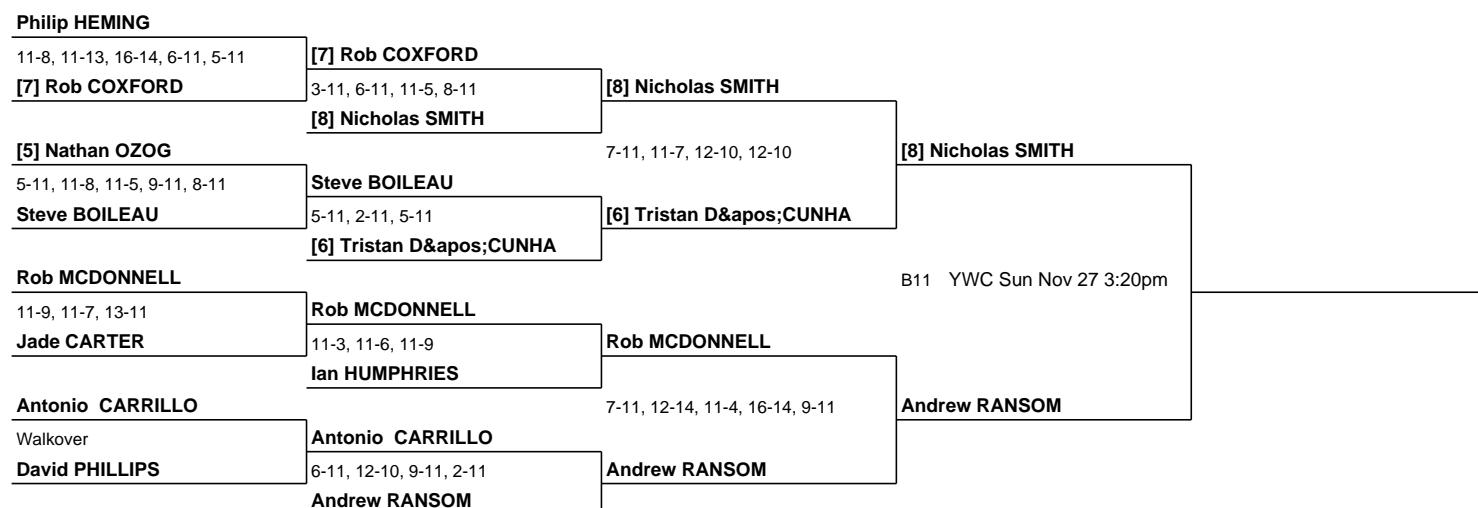 Philip HEMING
11-8, 11-13, 16-14, 6-11, 5-11
[7] Rob COXFORD
[7] Rob COXFORD
3-11, 6-11, 11-5, 8-11
[8] Nicholas SMITH
[8] Nicholas SMITH
[5] Nathan OZOG
5-11, 11-8, 11-5, 9-11, 8-11
Steve BOILEAU
Steve BOILEAU
5-11, 2-11, 5-11
[6] Tristan D&apos;CUNHA
[6] Tristan D&apos;CUNHA
7-11, 11-7, 12-10, 12-10
[8] Nicholas SMITH
Rob MCDONNELL
11-9, 11-7, 13-11
Jade CARTER
Rob MCDONNELL
11-3, 11-6, 11-9
Ian HUMPHRIES
Rob MCDONNELL
Antonio  CARRILLO
Walkover
David PHILLIPS
Antonio  CARRILLO
6-11, 12-10, 9-11, 2-11
Andrew RANSOM
Andrew RANSOM
7-11, 12-14, 11-4, 16-14, 9-11
Andrew RANSOM
B11 YWC Sun Nov 27 3:20pm